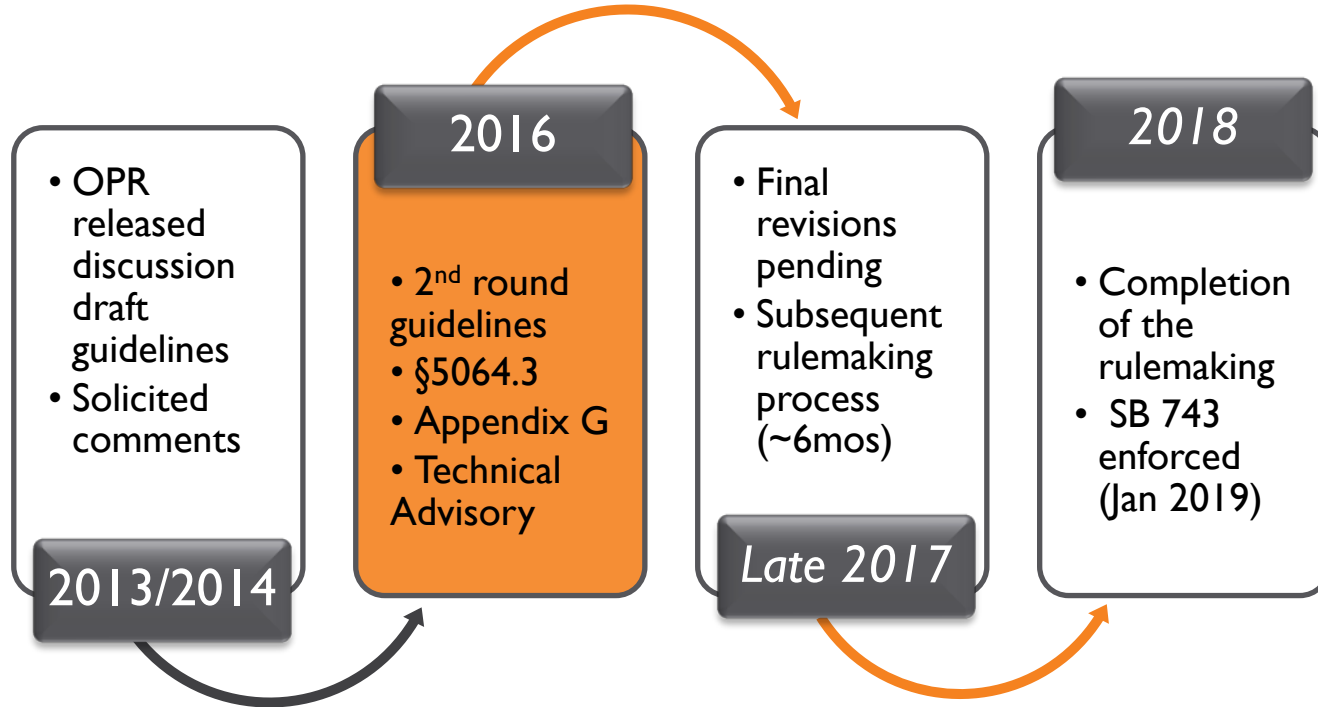 • OPR
released
discussion
draft
guidelines
• Solicited
comments
2013/2014
2016
• 2nd round
guidelines
• §5064.3
• Appendix G
• Technical
Advisory
• Final
revisions
pending
• Subsequent
rulemaking
process
(~6mos)
Late 2017
2018
• Completion
of the
rulemaking
• SB 743
enforced
(Jan 2019)